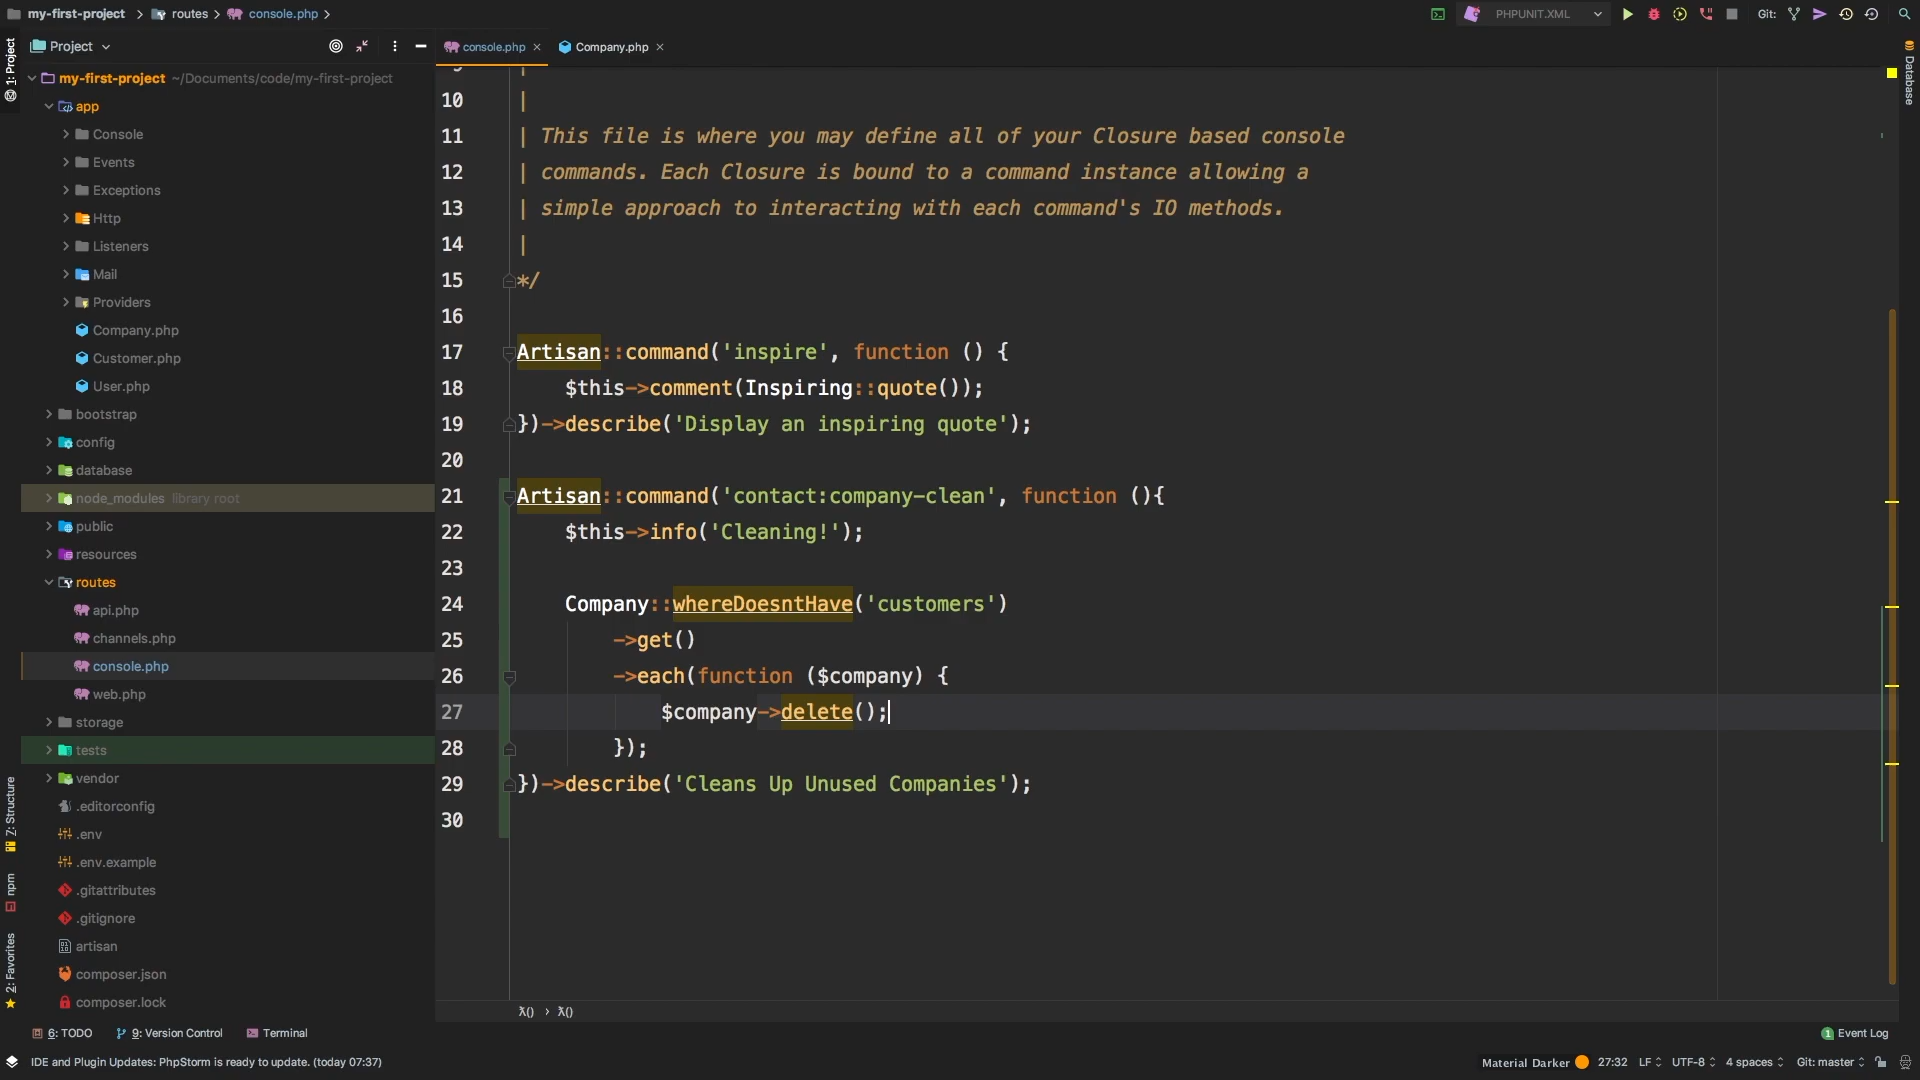 my-first-project
routes
console.php
PHPUNIT.XML
Git:
Project
console.php
Company.php
1: Project
Database
my-first-project ~/Documents/code/my-first-project
app
Console
Events
Exceptions
Http
Listeners
Mail
Providers
Company.php
Customer.php
User.php
bootstrap
config
database
node_modules library root
public
resources
routes
api.php
channels.php
console.php
web.php
storage
tests
vendor
.editorconfig
.env
.env.example
.gitattributes
.gitignore
artisan
composer.json
composer.lock
Z: Structure
npm
2: Favorites
10 |
11 | This file is where you may define all of your Closure based console
12 | commands. Each Closure is bound to a command instance allowing a
13 | simple approach to interacting with each command's IO methods.
14 |
15 */
16
17 Artisan::command('inspire', function () {
18 $this->comment(Inspiring::quote());
19 })->describe('Display an inspiring quote');
20
21 Artisan::command('contact:company-clean', function (){
22 $this->info('Cleaning!');
23
24 Company::whereDoesntHave('customers')
25 ->get()
26 ->each(function ($company) {
27 $company->delete();
28 });
29 })->describe('Cleans Up Unused Companies');
30
λ() › λ()
6: TODO
9: Version Control
Terminal
1 Event Log
IDE and Plugin Updates: PhpStorm is ready to update. (today 07:37)
Material Darker
27:32
LF
UTF-8
4 spaces
Git: master